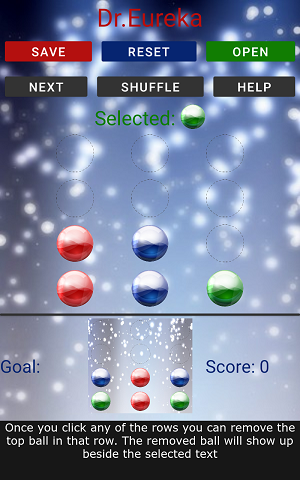 Dr.Eureka
SAVE RESET OPEN
NEXT SHUFFLE HELP
Selected:
Goal: Score: 0
Once you click any of the rows you can remove the
top ball in that row. The removed ball will show up
beside the selected text